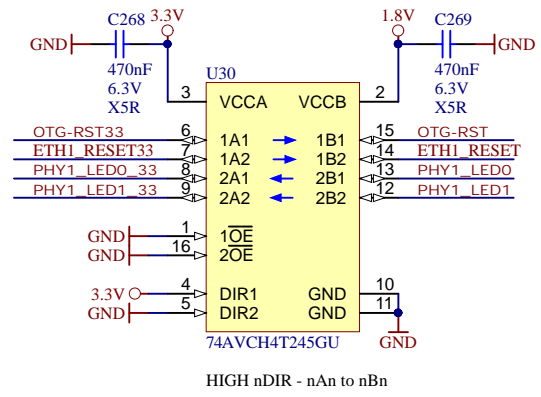 C268 3.3V 1.8V C269
GND GND
470nF 470nF
6.3V 6.3V
X5R U30 X5R
3 VCCA VCCB 2
OTG-RST33 6 1A1 1B1 15 OTG-RST
ETH1_RESET33 7 1A2 1B2 14 ETH1_RESET
PHY1_LED0_33 8 2A1 2B1 13 PHY1_LED0
PHY1_LED1_33 9 2A2 2B2 12 PHY1_LED1
GND 1 1OE
GND 16 2OE
3.3V 4 DIR1 GND 10
GND 5 DIR2 GND 11
74AVCH4T245GU GND
HIGH nDIR - nAn to nBn